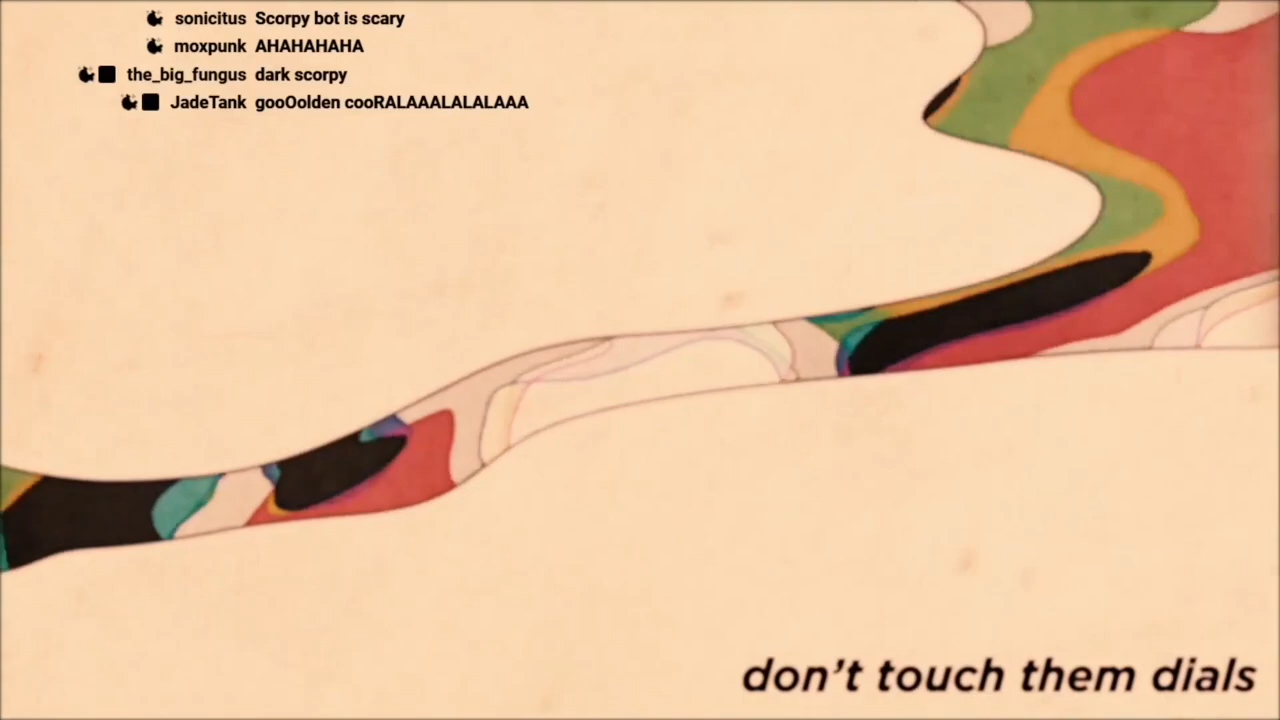 sonicitus Scorpy bot is scary
moxpunk AHAHAHAHA
the_big_fungus dark scorpy
JadeTank gooOolden cooRALAAALALALAAA
don't touch them dials